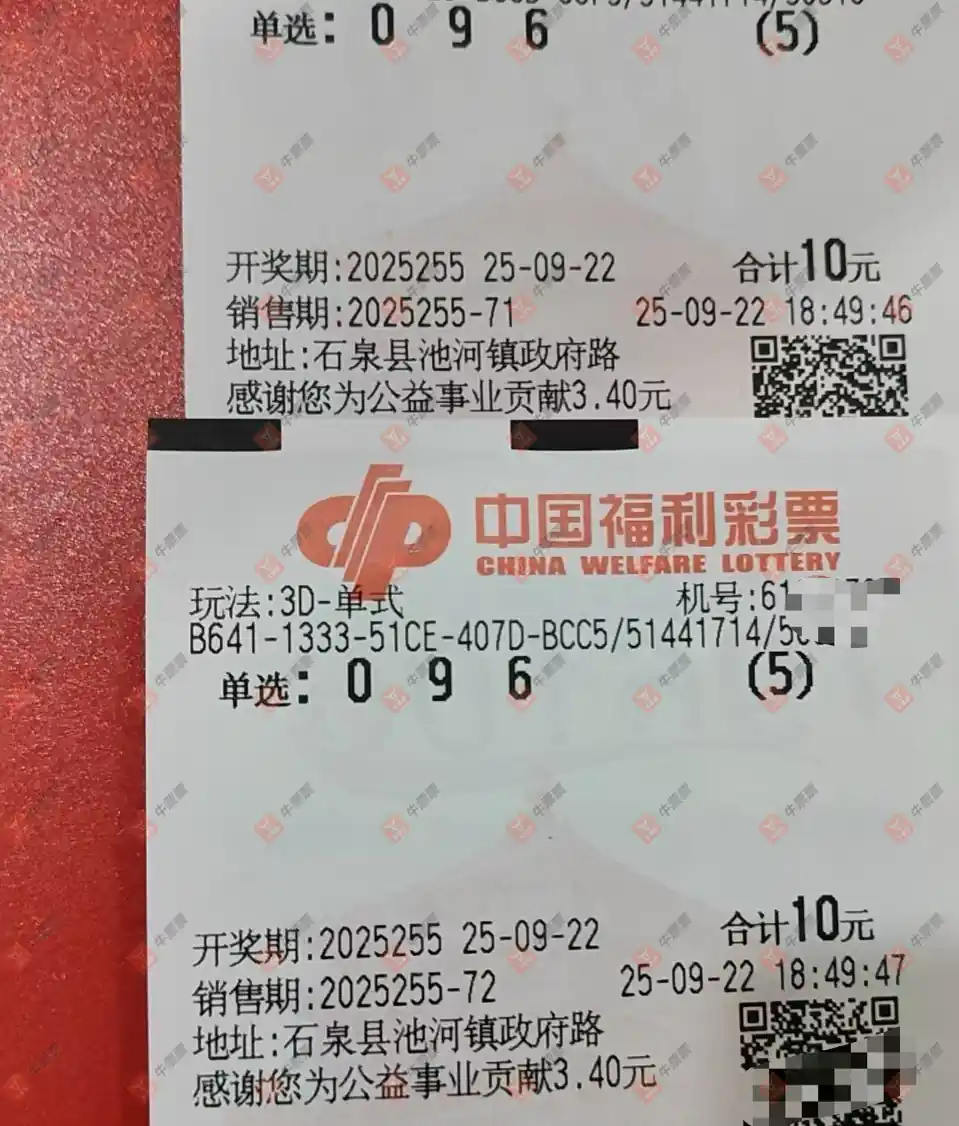 单选: 0 9 6 (5)
开奖期:2025255 25-09-22 合计10元
销售期:2025255-71 25-09-22 18:49:46
地址:石泉县池河镇政府路
感谢您为公益事业贡献3.40元
中国福利彩票
CHINA WELFARE LOTTERY
玩法:3D-单式 机号:61
B641-1333-51CE-407D-BCC5/51441714/
单选: 0 9 6 (5)
开奖期:2025255 25-09-22 合计10元
销售期:2025255-72 25-09-22 18:49:47
地址:石泉县池河镇政府路
感谢您为公益事业贡献3.40元
牛票票